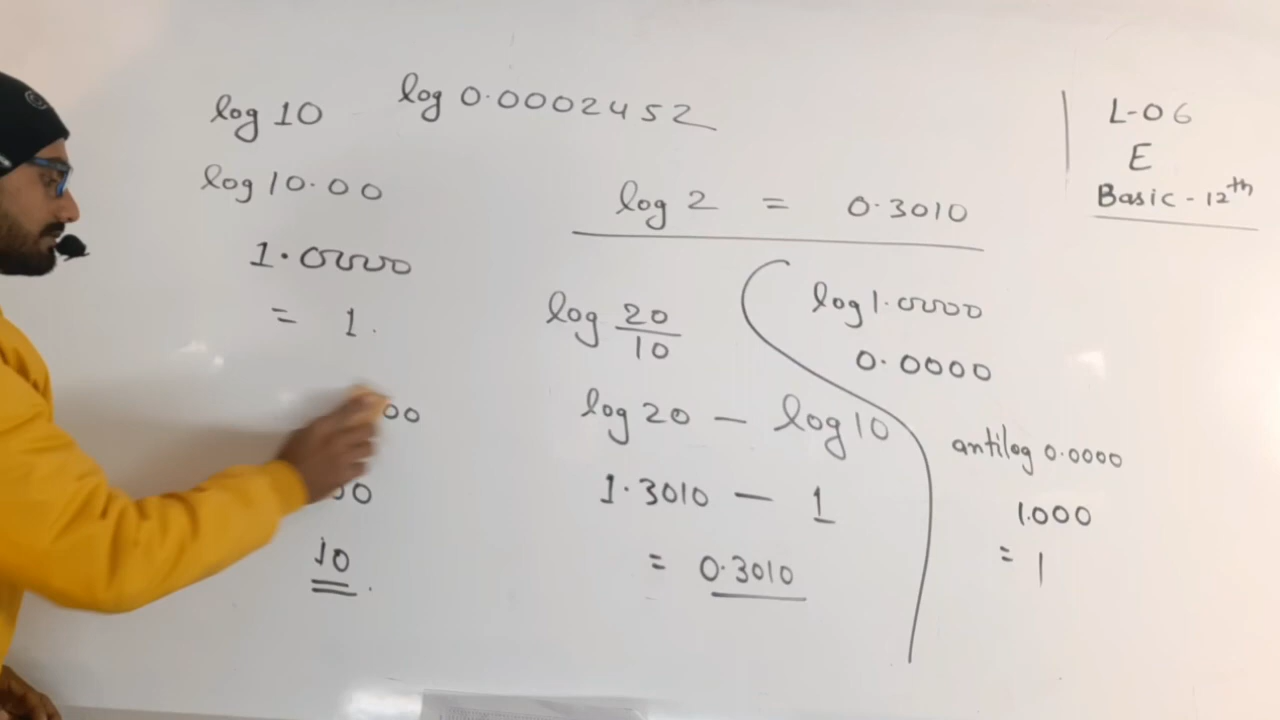 log 10
log 10.00
1.0000
= 1.
00
00
10
log 0.0002452
log 2 = 0.3010
log 20/10
log 20 - log 10
1.3010 - 1
= 0.3010
log 1.0000
0.0000
antilog 0.0000
1.000
= 1
L-06
E
Basic - 12th